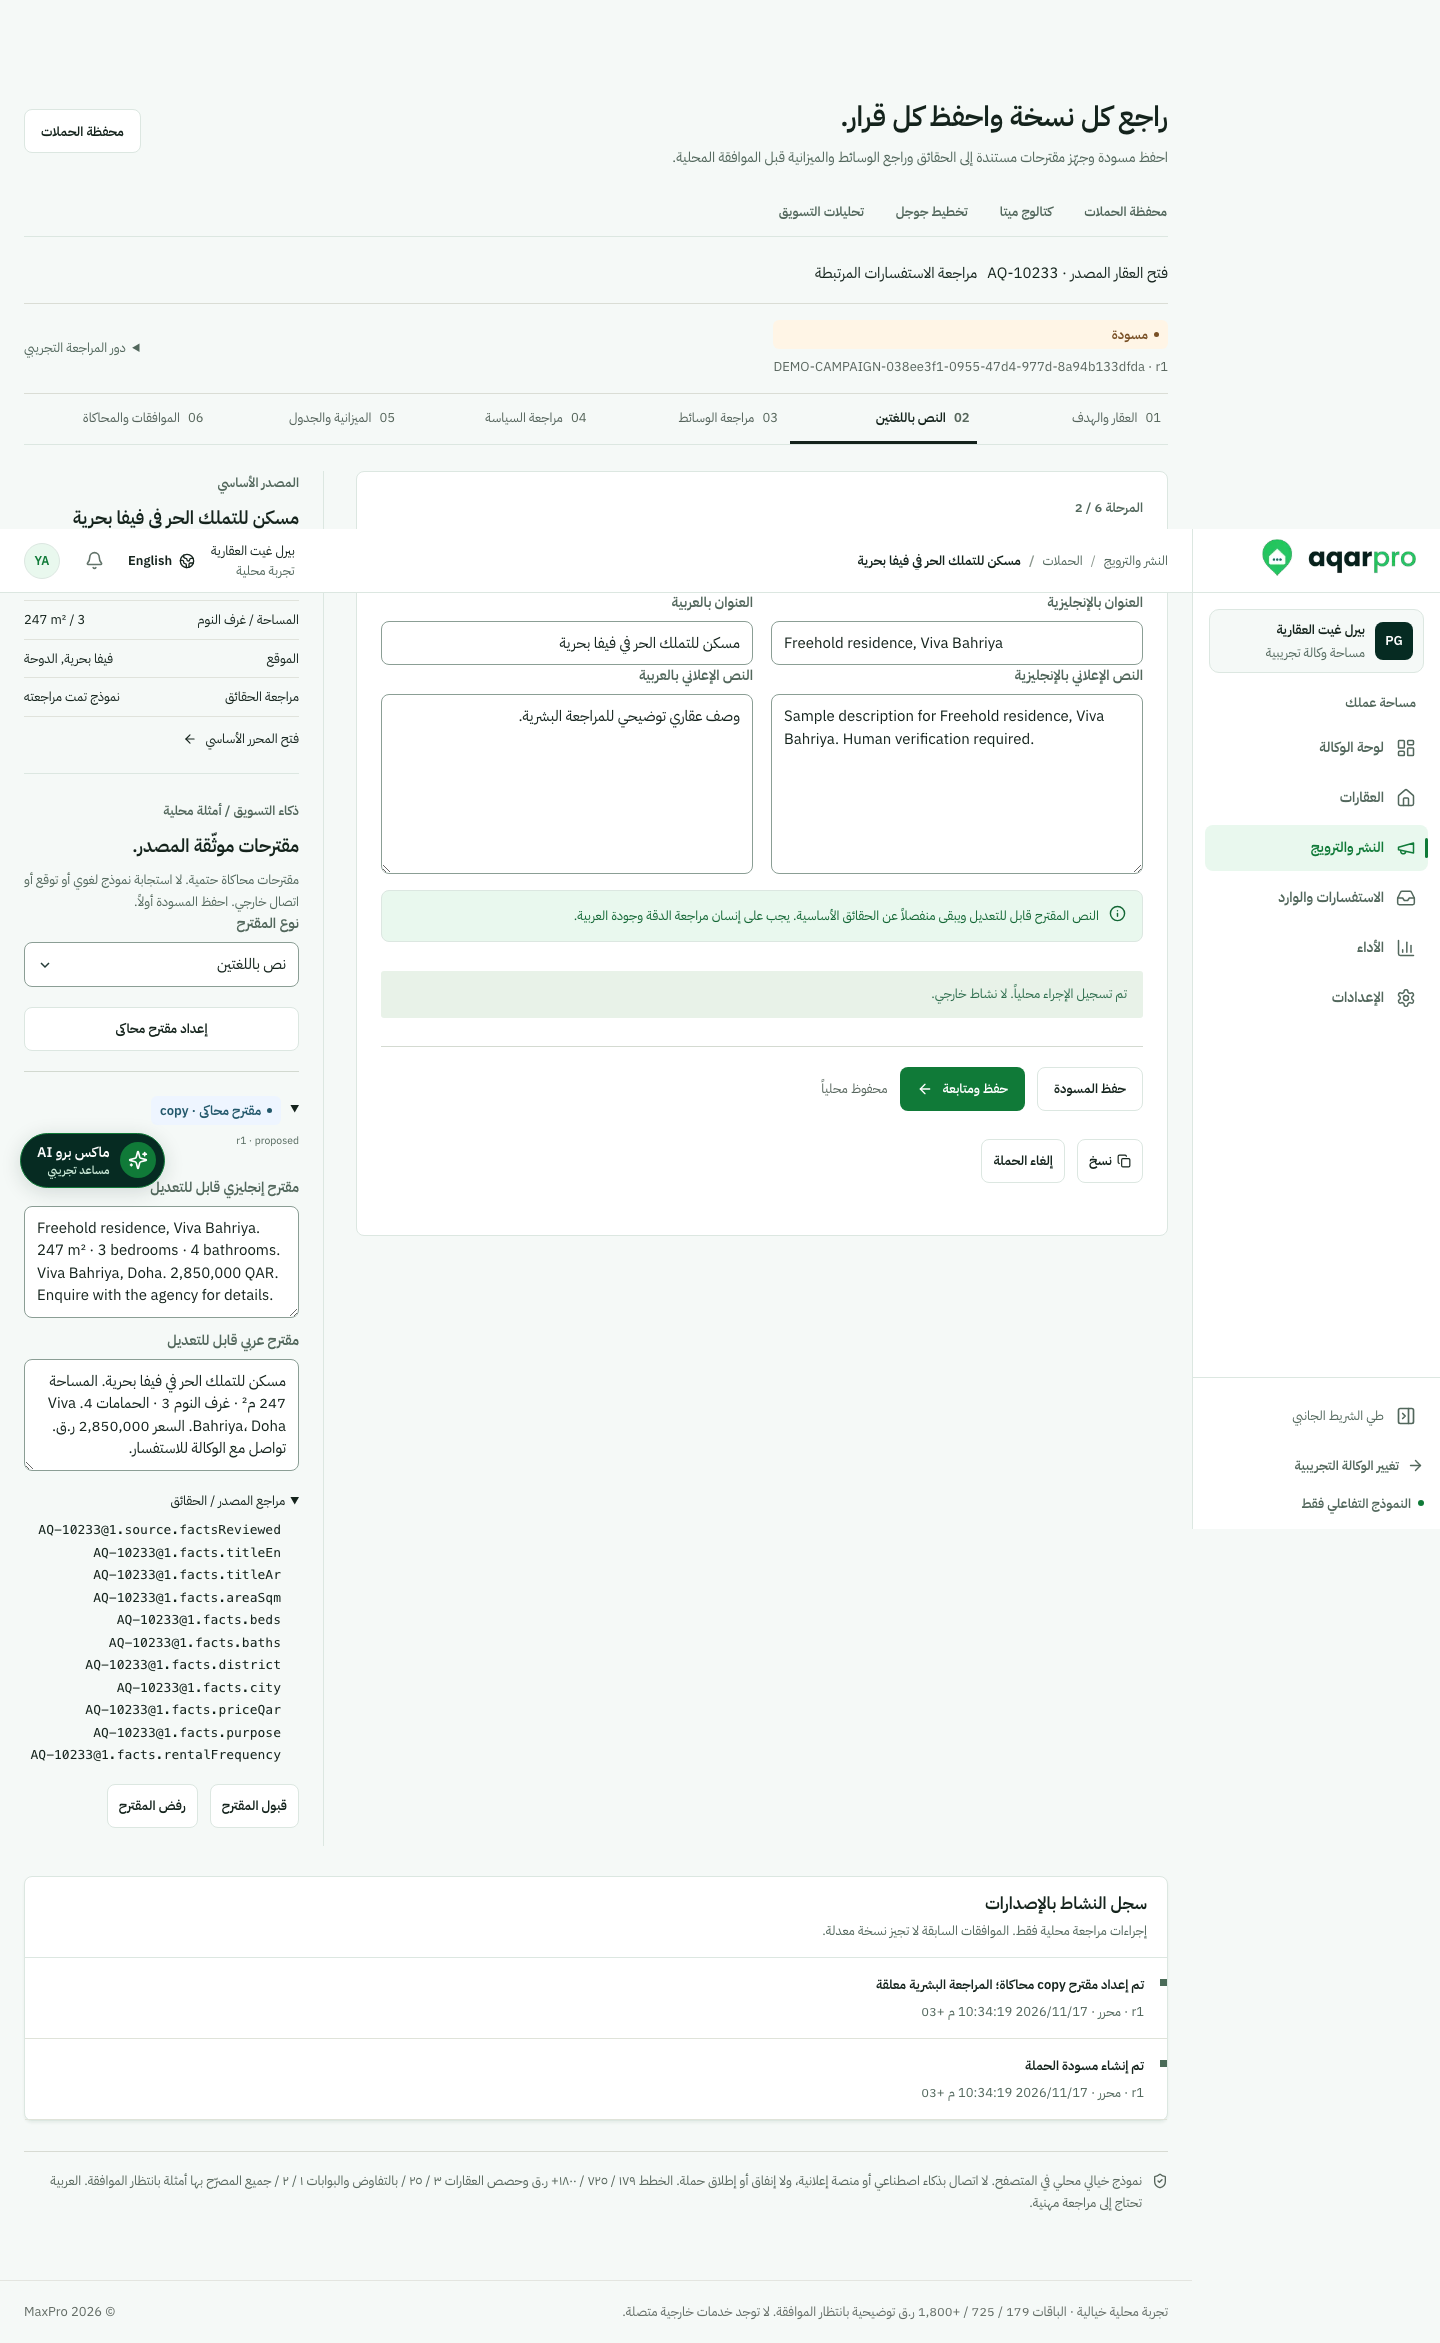 راجع كل نسخة واحفظ كل قرار.
احفظ مسودة وجهّز مقترحات مستندة إلى الحقائق وراجع الوسائط والميزانية قبل الموافقة المحلية.
محفظة الحملات
محفظة الحملات
كتالوج ميتا
تخطيط جوجل
تحليلات التسويق
فتح العقار المصدر · AQ-10233
مراجعة الاستفسارات المرتبطة
مسودة
DEMO-CAMPAIGN-038ee3f1-0955-47d4-977d-8a94b133dfda · r1
دور المراجعة التجريبي
01 العقار والهدف
02 النص باللغتين
03 مراجعة الوسائط
04 مراجعة السياسة
05 الميزانية والجدول
06 الموافقات والمحاكاة
المرحلة 6 / 2
المصدر الأساسي
مسكن للتملك الحر في فيفا بحرية
aqarpro
النشر والترويج / الحملات / مسكن للتملك الحر في فيفا بحرية
بيرل غيت العقارية
تجربة محلية
English
YA
PG
بيرل غيت العقارية
مساحة وكالة تجريبية
مساحة عملك
لوحة الوكالة
العقارات
النشر والترويج
الاستفسارات والوارد
الأداء
الإعدادات
طي الشريط الجانبي
تغيير الوكالة التجريبية
النموذج التفاعلي فقط
العنوان بالإنجليزية
Freehold residence, Viva Bahriya
العنوان بالعربية
مسكن للتملك الحر في فيفا بحرية
النص الإعلاني بالإنجليزية
Sample description for Freehold residence, Viva
Bahriya. Human verification required.
النص الإعلاني بالعربية
وصف عقاري توضيحي للمراجعة البشرية.
النص المقترح قابل للتعديل ويبقى منفصلاً عن الحقائق الأساسية. يجب على إنسان مراجعة الدقة وجودة العربية.
تم تسجيل الإجراء محلياً. لا نشاط خارجي.
حفظ المسودة
حفظ ومتابعة
محفوظ محلياً
نسخ
إلغاء الحملة
المساحة / غرف النوم
247 m² / 3
الموقع
فيفا بحرية, الدوحة
مراجعة الحقائق
نموذج تمت مراجعته
فتح المحرر الأساسي
ذكاء التسويق / أمثلة محلية
مقترحات موثّقة المصدر.
مقترحات محاكاة حتمية. لا استجابة نموذج لغوي أو توقع أو
اتصال خارجي. احفظ المسودة أولاً.
نوع المقترح
نص باللغتين
إعداد مقترح محاكى
مقترح محاكى · copy
r1 · proposed
ماكس برو AI
مساعد تجريبي
مقترح إنجليزي قابل للتعديل
Freehold residence, Viva Bahriya.
247 m² · 3 bedrooms · 4 bathrooms.
Viva Bahriya, Doha. 2,850,000 QAR.
Enquire with the agency for details.
مقترح عربي قابل للتعديل
مسكن للتملك الحر في فيفا بحرية. المساحة
247 م² · غرف النوم 3 · الحمامات 4. Viva
Bahriya، Doha. السعر 2,850,000 ر.ق.
تواصل مع الوكالة للاستفسار.
مراجع المصدر / الحقائق
AQ-10233@1.source.factsReviewed
AQ-10233@1.facts.titleEn
AQ-10233@1.facts.titleAr
AQ-10233@1.facts.areaSqm
AQ-10233@1.facts.beds
AQ-10233@1.facts.baths
AQ-10233@1.facts.district
AQ-10233@1.facts.city
AQ-10233@1.facts.priceQar
AQ-10233@1.facts.purpose
AQ-10233@1.facts.rentalFrequency
قبول المقترح
رفض المقترح
سجل النشاط بالإصدارات
إجراءات مراجعة محلية فقط. الموافقات السابقة لا تجيز نسخة معدلة.
تم إعداد مقترح copy محاكاة؛ المراجعة البشرية معلقة
r1 · محرر · 2026/11/17 10:34:19 م +03
تم إنشاء مسودة الحملة
r1 · محرر · 2026/11/17 10:34:19 م +03
نموذج خيالي محلي في المتصفح. لا اتصال بذكاء اصطناعي أو منصة إعلانية، ولا إنفاق أو إطلاق حملة. الخطط ١٧٩ / ٧٢٥ / ١٨٠٠+ ر.ق وحصص العقارات ٣ / ٢٥ / بالتفاوض والبوابات ١ / ٢ / جميع المصرّح بها أمثلة بانتظار الموافقة. العربية
تحتاج إلى مراجعة مهنية.
تجربة محلية خيالية · الباقات 179 / 725 / +1,800 ر.ق توضيحية بانتظار الموافقة. لا توجد خدمات خارجية متصلة.
© 2026 MaxPro